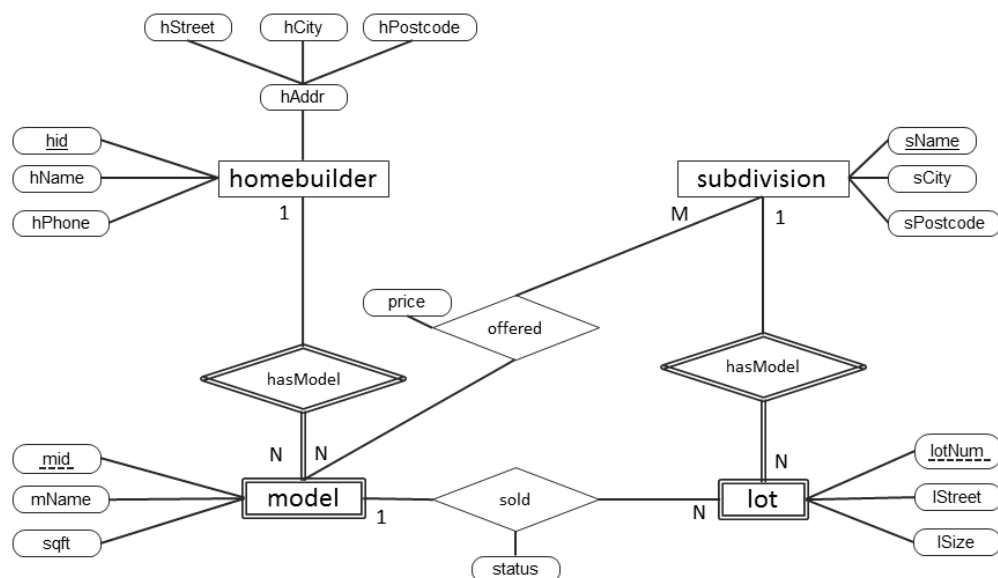 hStreet
hCity
hPostcode
hAddr
hid
hName
hPhone
homebuilder
1
subdivision
M
1
sName
sCity
sPostcode
price
offered
hasModel
hasModel
N
N
N
mid
mName
sqft
model
1
sold
N
lot
lotNum
lStreet
lSize
status